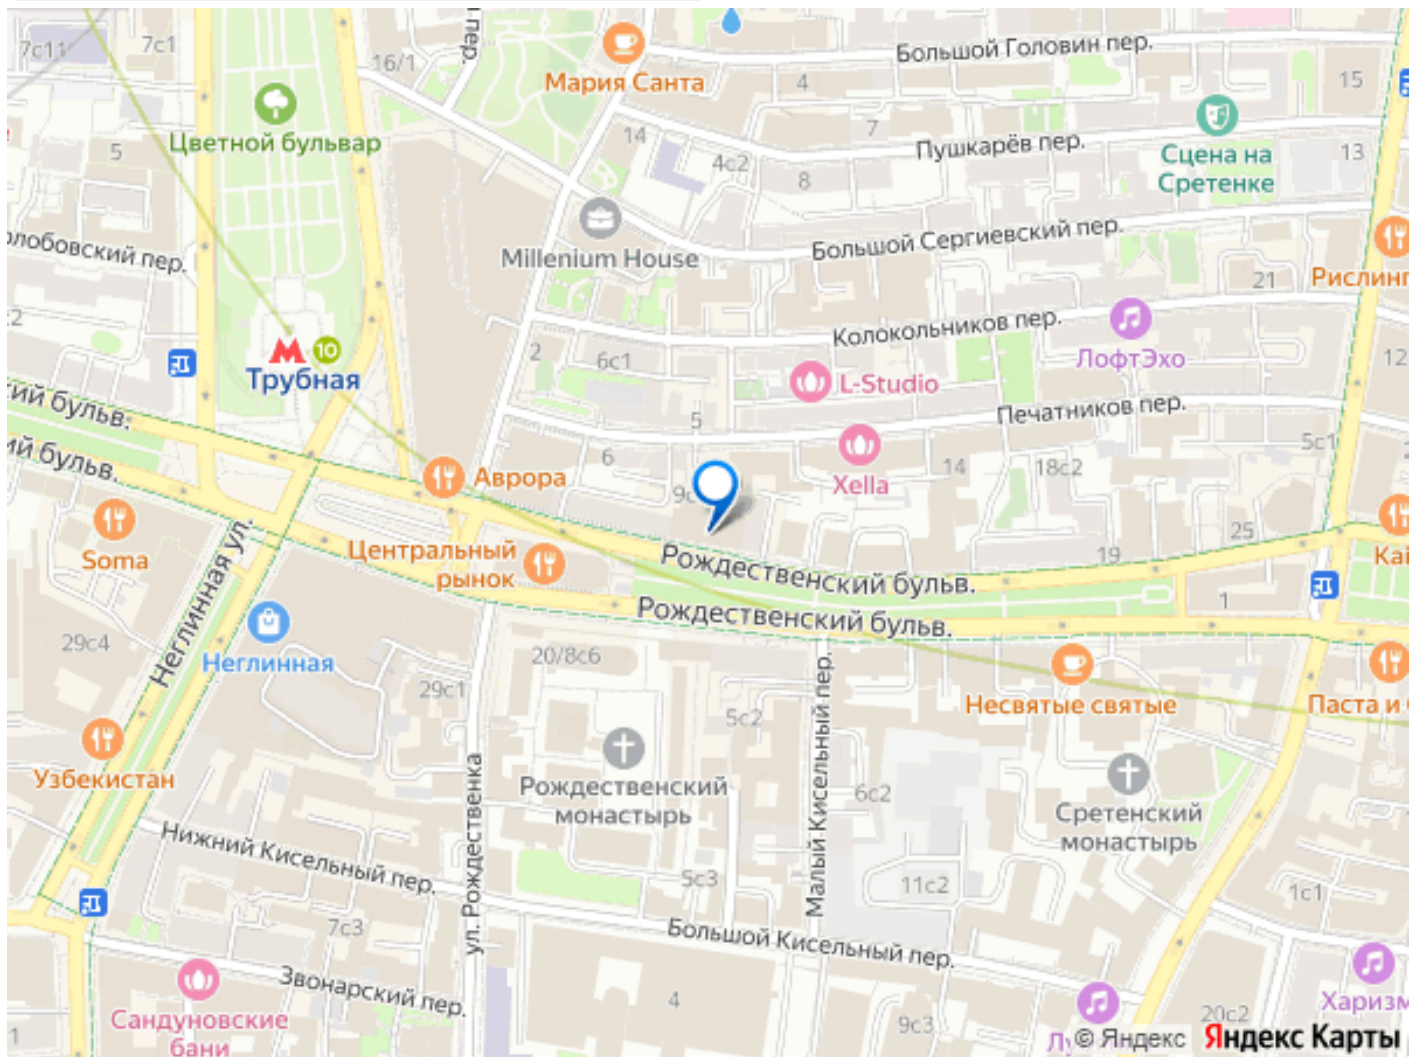 7с11
7с1
16/1
пер.
Мария Санта
Большой Головин пер.
4
15
Цветной бульвар
5
14
7
4с2
8
Пушкарёв пер.
Сцена на
Сретенке
13
Millenium House
Большой Сергиевский пер.
Рислинг
21
2
Колокольников пер.
ЛофтЭхо
12
10
Трубная
2
6с1
L-Studio
Печатников пер.
5
5с1
6
Аврора
Xella
14
18с2
25
19
Soma
Неглинная ул.
Центральный
рынок
Рождественский бульв.
Рождественский бульв.
1
29с4
Неглинная
20/8с6
29с1
5с2
Малый Кисельный пер.
Несвятые святые
Узбекистан
ул. Рождественка
Рождественский
монастырь
6с2
Сретенский
монастырь
Нижний Кисельный пер.
5с3
11с2
1с1
7с3
Большой Кисельный пер.
Звонарский пер.
4
Сандуновские
бани
1
9с3
20с2
© Яндекс
Яндекс Карты